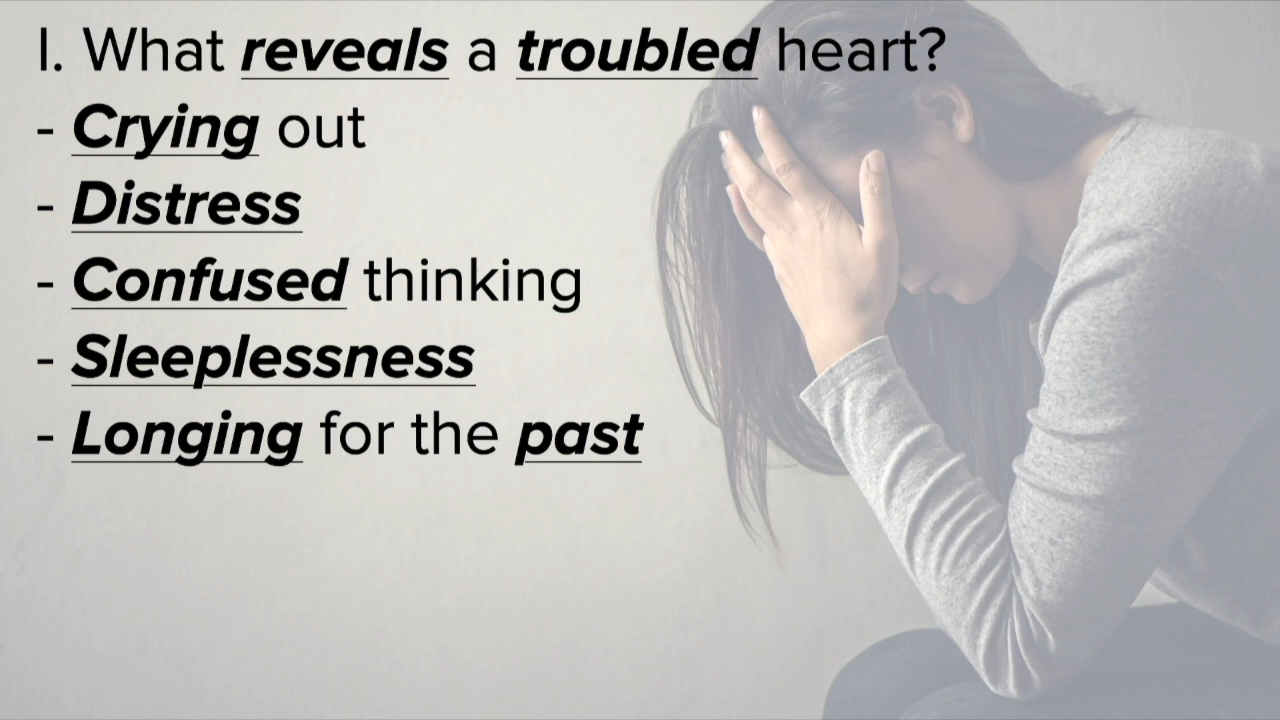 I. What reveals a troubled heart?
- Crying out
- Distress
- Confused thinking
- Sleeplessness
- Longing for the past